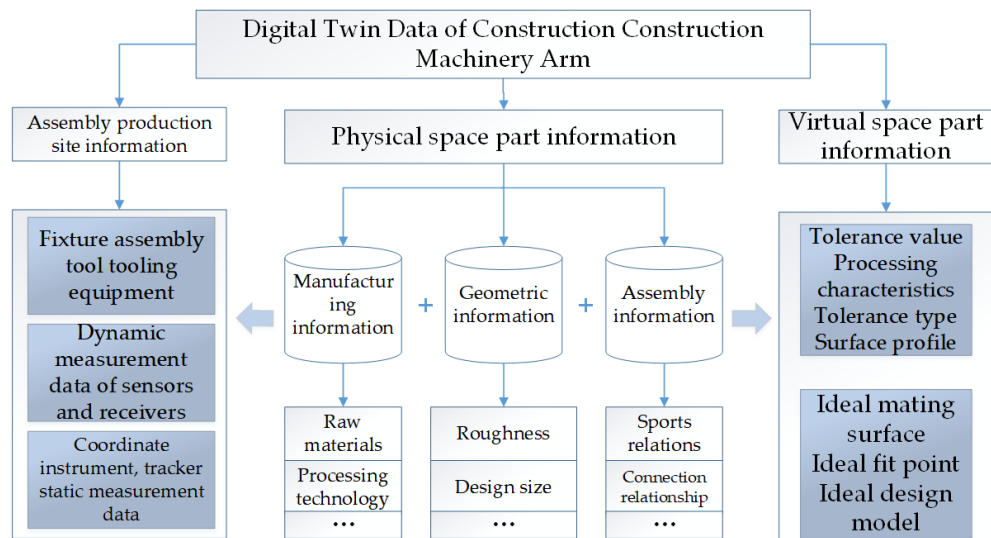 Digital Twin Data of Construction Construction
Machinery Arm
Assembly production
site information
Physical space part information
Virtual space part
information
Fixture assembly
tool tooling
equipment
Dynamic
measurement
data of sensors
and receivers
Coordinate
instrument, tracker
static measurement
data
Manufactur
ing
information
+
Geometric
information
+
Assembly
information
Raw
materials
Processing
technology
...
Roughness
Design size
...
Sports
relations
Connection
relationship
...
Tolerance value
Processing
characteristics
Tolerance type
Surface profile
Ideal mating
surface
Ideal fit point
Ideal design
model